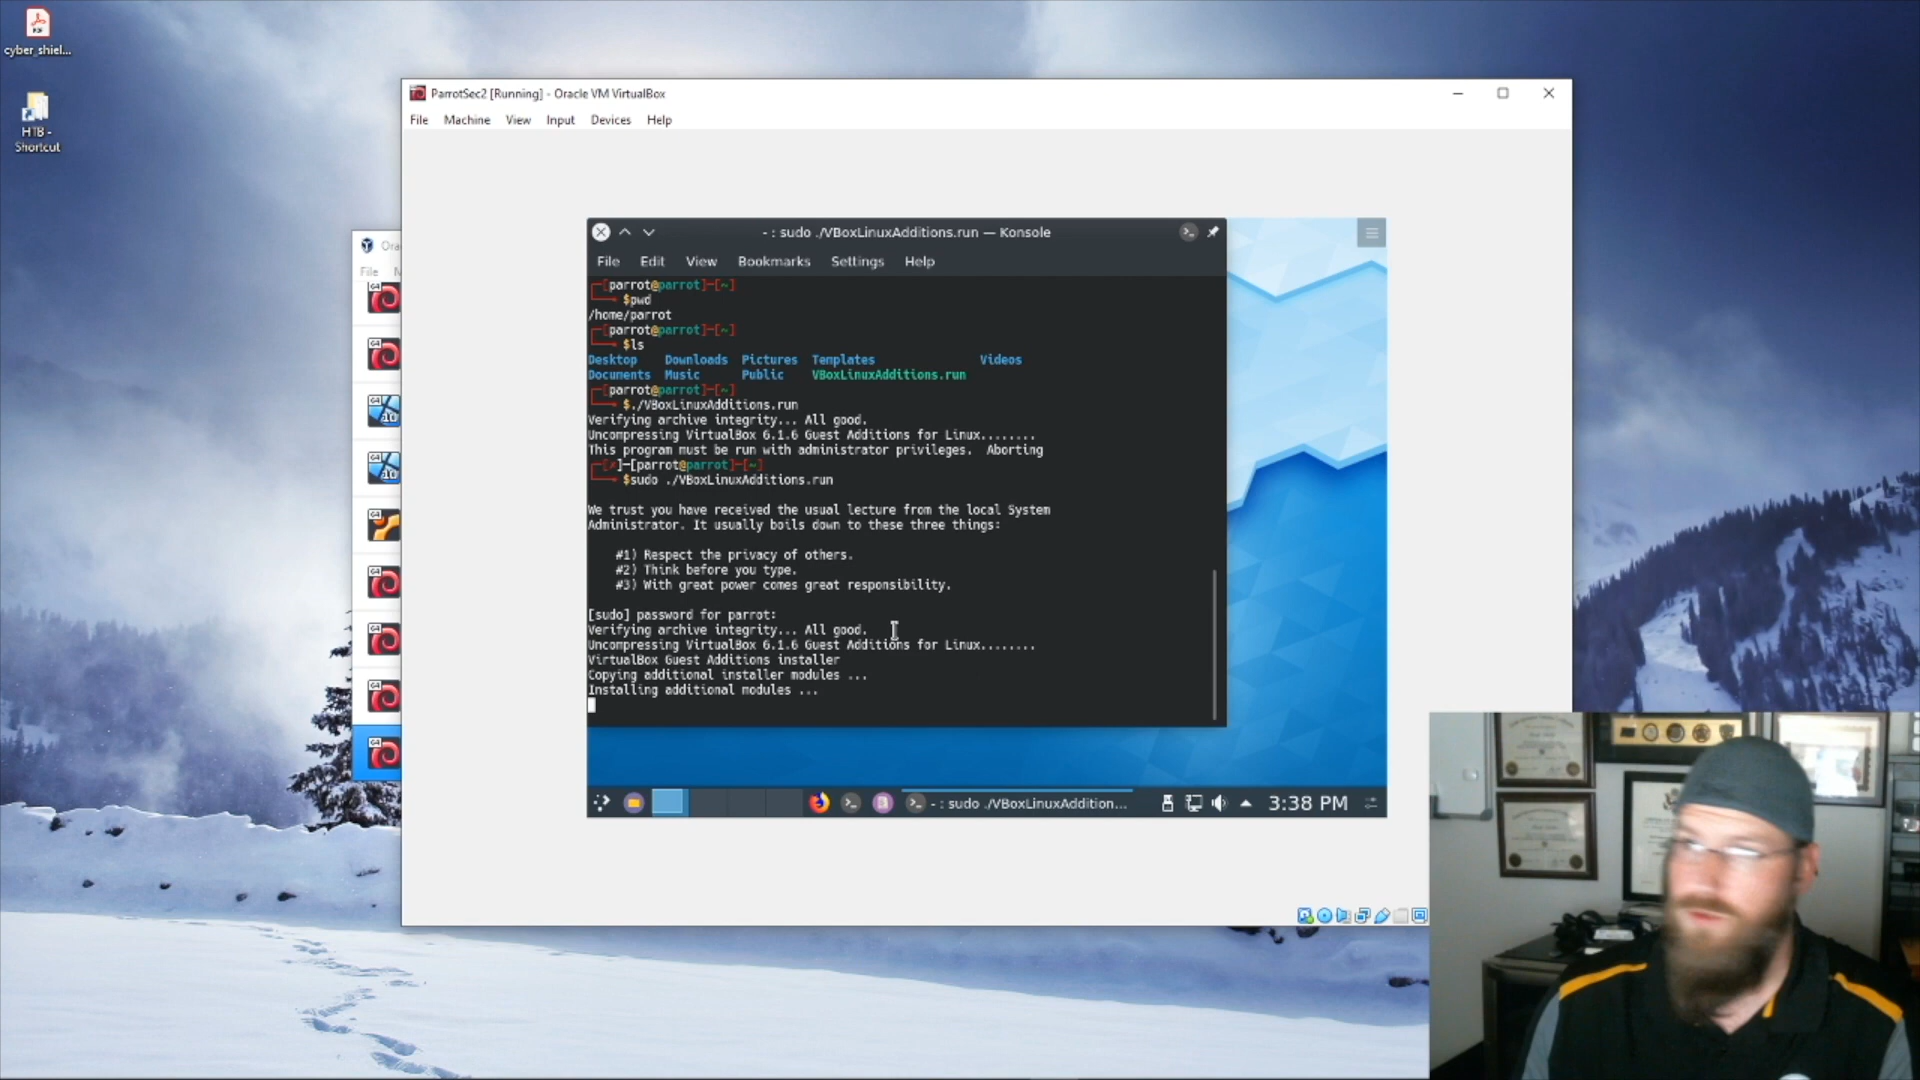 cyber_shiel...
HTB -
Shortcut
ParrotSec2 [Running] - Oracle VM VirtualBox
File Machine View Input Devices Help
Ora
File M
- : sudo ./VBoxLinuxAdditions.run — Konsole
File Edit View Bookmarks Settings Help
[parrot@parrot]─[~]
$pwd
/home/parrot
[parrot@parrot]─[~]
$ls
Desktop Downloads Pictures Templates Videos
Documents Music Public VBoxLinuxAdditions.run
[parrot@parrot]─[~]
$./VBoxLinuxAdditions.run
Verifying archive integrity... All good.
Uncompressing VirtualBox 6.1.6 Guest Additions for Linux........
This program must be run with administrator privileges.  Aborting
[✗]─[parrot@parrot]─[~]
$sudo ./VBoxLinuxAdditions.run
We trust you have received the usual lecture from the local System
Administrator. It usually boils down to these three things:
#1) Respect the privacy of others.
#2) Think before you type.
#3) With great power comes great responsibility.
[sudo] password for parrot:
Verifying archive integrity... All good.
Uncompressing VirtualBox 6.1.6 Guest Additions for Linux........
VirtualBox Guest Additions installer
Copying additional installer modules ...
Installing additional modules ...
- : sudo ./VBoxLinuxAddition...
3:38 PM